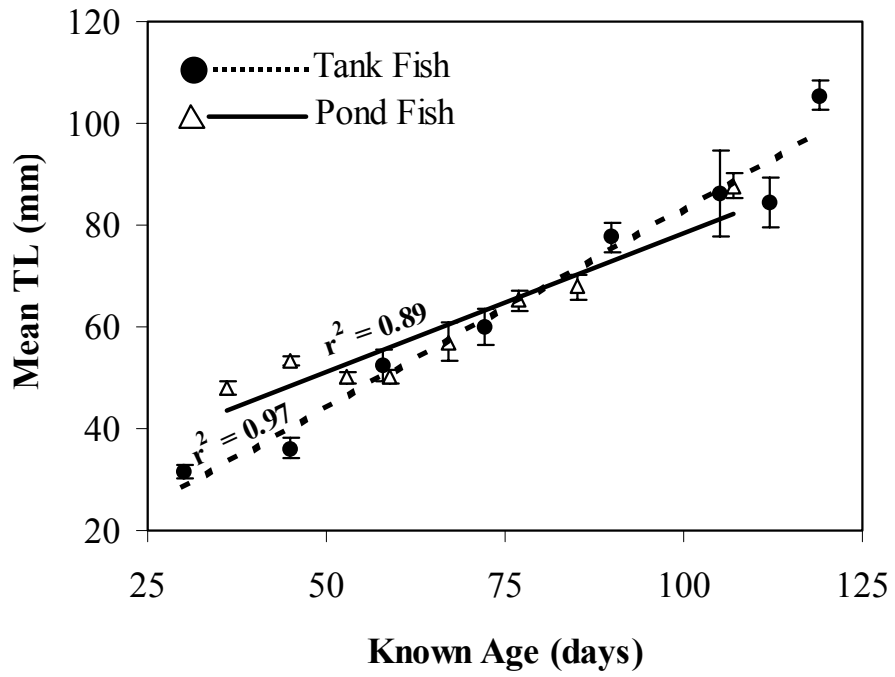 120
100
80
60
40
20
Mean TL (mm)
Tank Fish
Pond Fish
r² = 0.89
r² = 0.97
25 50 75 100 125
Known Age (days)